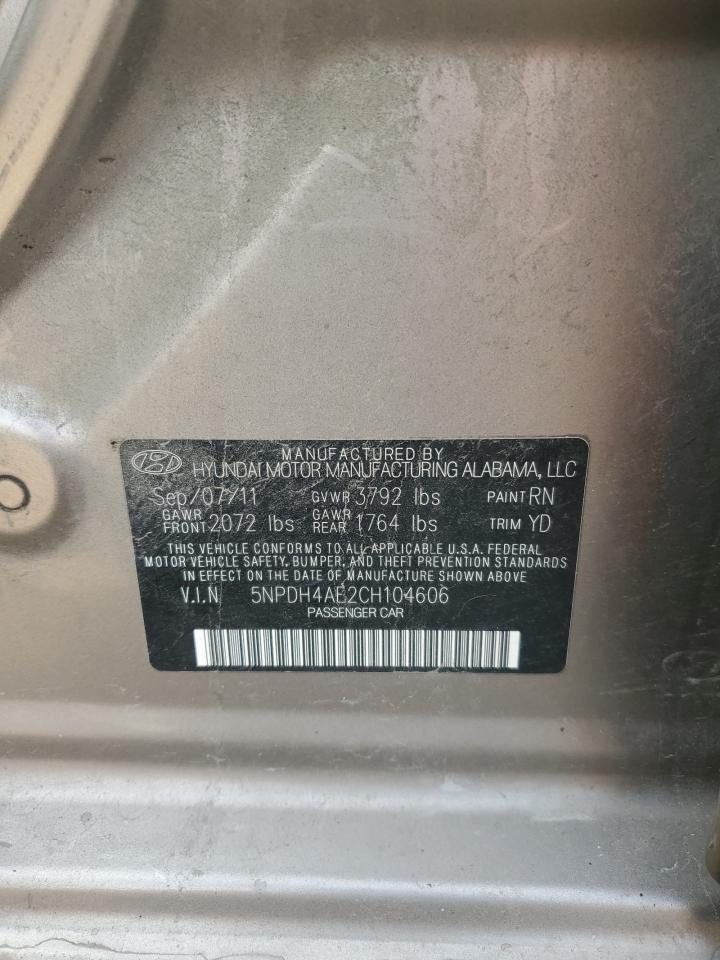 MANUFACTURED BY
HYUNDAI MOTOR MANUFACTURING ALABAMA, LLC
Sep/07/11 GVWR 3792 lbs PAINT RN
GAWR FRONT 2072 lbs GAWR REAR 1764 lbs TRIM YD
THIS VEHICLE CONFORMS TO ALL APPLICABLE U.S.A. FEDERAL
MOTOR VEHICLE SAFETY, BUMPER, AND THEFT PREVENTION STANDARDS
IN EFFECT ON THE DATE OF MANUFACTURE SHOWN ABOVE
V.I.N 5NPDH4AE2CH104606
PASSENGER CAR